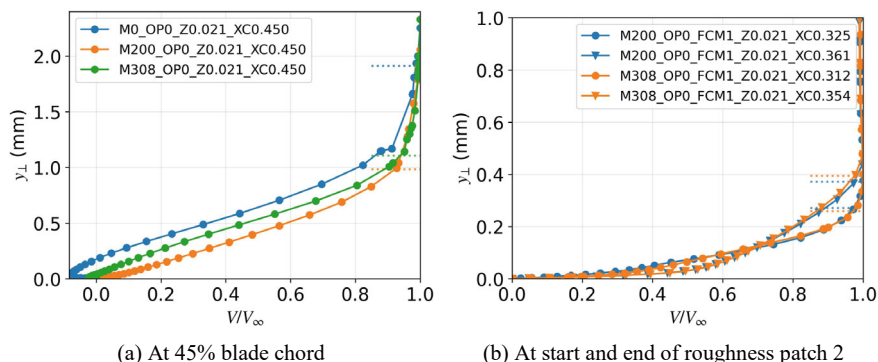 2.0
1.5
1.0
0.5
0.0
y⊥ (mm)
M0_OP0_Z0.021_XC0.450
M200_OP0_Z0.021_XC0.450
M308_OP0_Z0.021_XC0.450
0.0 0.2 0.4 0.6 0.8 1.0
V/V∞
(a) At 45% blade chord
1.0
0.8
0.6
0.4
0.2
0.0
y⊥ (mm)
M200_OP0_FCM1_Z0.021_XC0.325
M200_OP0_FCM1_Z0.021_XC0.361
M308_OP0_FCM1_Z0.021_XC0.312
M308_OP0_FCM1_Z0.021_XC0.354
0.0 0.2 0.4 0.6 0.8 1.0
V/V∞
(b) At start and end of roughness patch 2